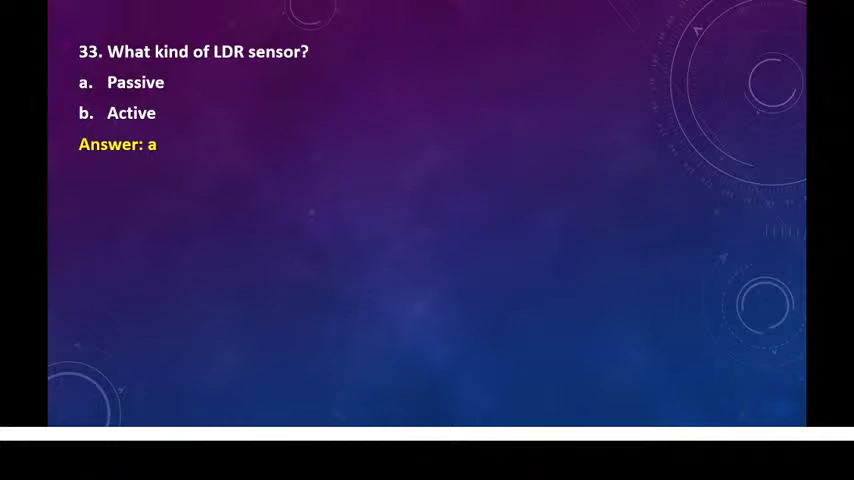 33. What kind of LDR sensor?
a. Passive
b. Active
Answer: a